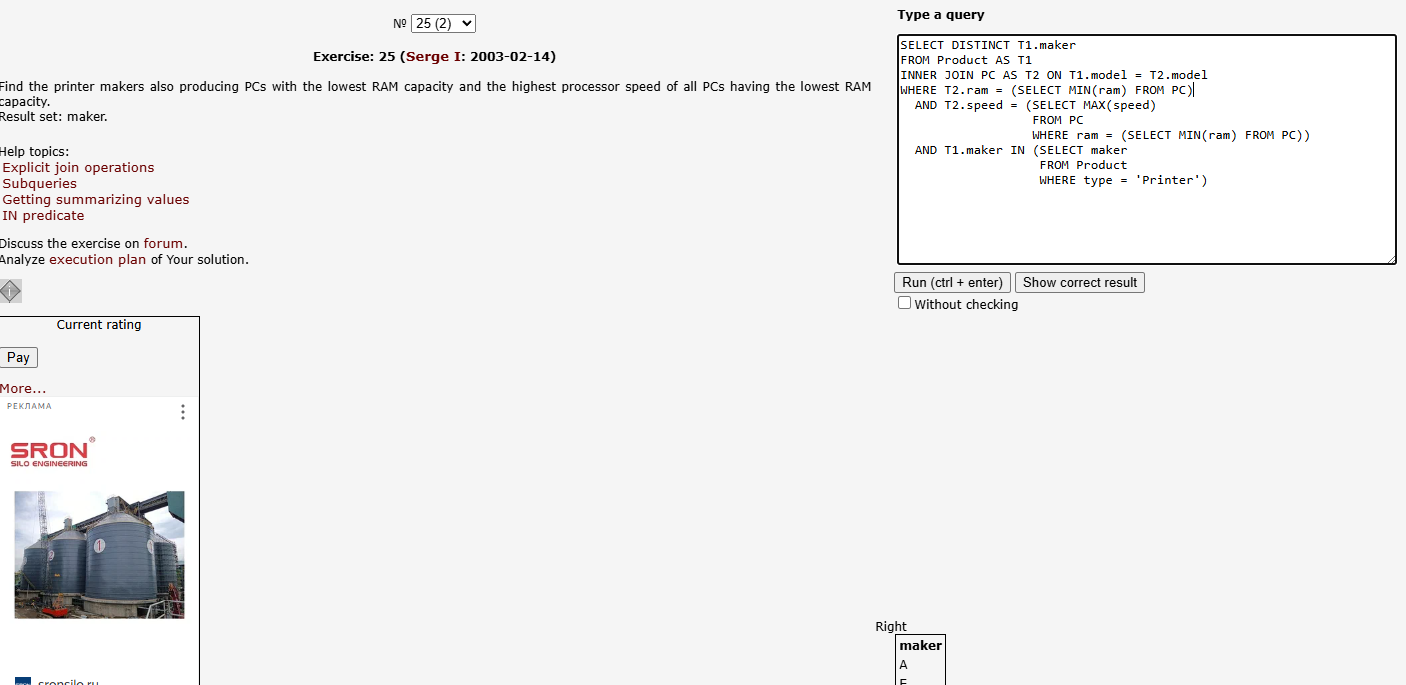 № 25 (2)
Exercise: 25 (Serge I: 2003-02-14)
Find the printer makers also producing PCs with the lowest RAM capacity and the highest processor speed of all PCs having the lowest RAM
capacity.
Result set: maker.
Help topics:
Explicit join operations
Subqueries
Getting summarizing values
IN predicate
Discuss the exercise on forum.
Analyze execution plan of Your solution.
Current rating
Pay
More...
РЕКЛАМА
SRON®
SILO ENGINEERING
sronsilo.ru
Type a query
SELECT DISTINCT T1.maker
FROM Product AS T1
INNER JOIN PC AS T2 ON T1.model = T2.model
WHERE T2.ram = (SELECT MIN(ram) FROM PC)
AND T2.speed = (SELECT MAX(speed)
FROM PC
WHERE ram = (SELECT MIN(ram) FROM PC))
AND T1.maker IN (SELECT maker
FROM Product
WHERE type = 'Printer')
Run (ctrl + enter) Show correct result
Without checking
Right
maker
A